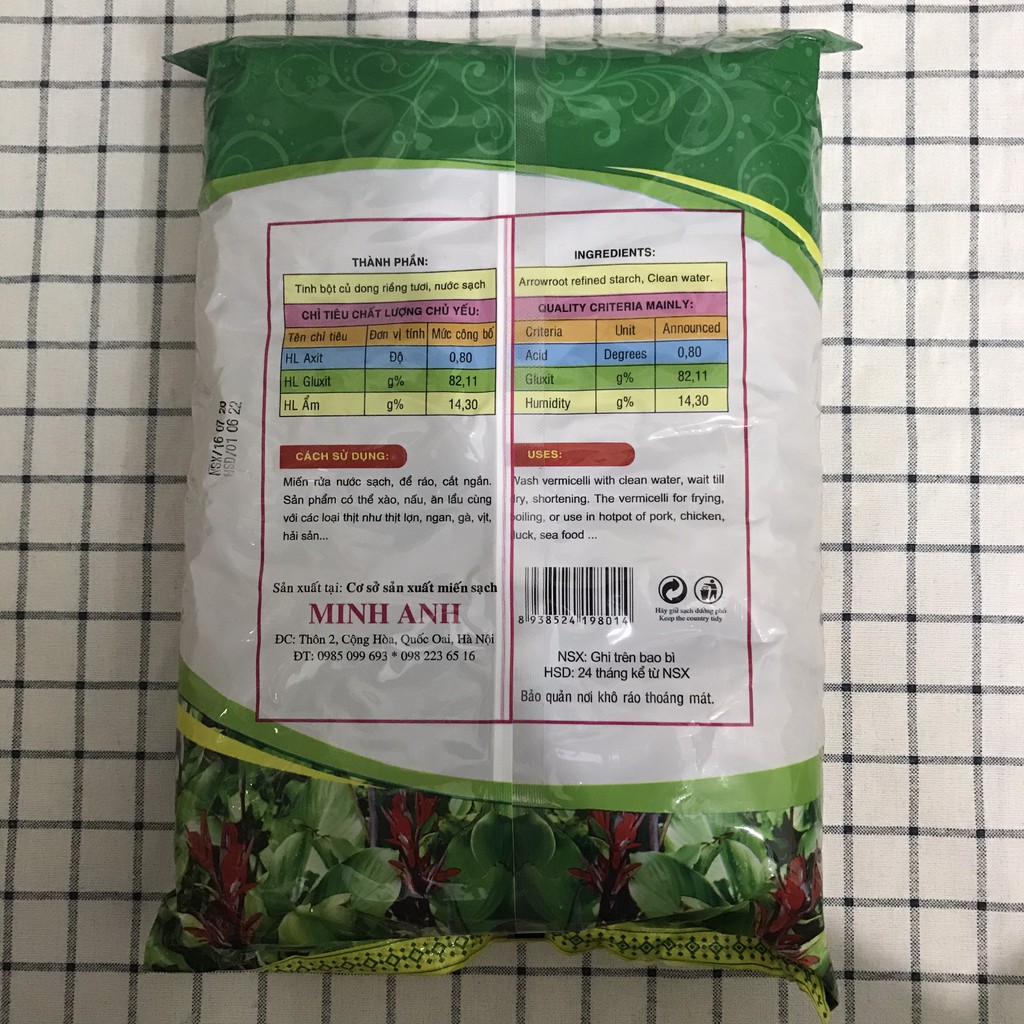 THÀNH PHẦN:
Tinh bột củ dong riềng tươi, nước sạch
CHỈ TIÊU CHẤT LƯỢNG CHỦ YẾU:
Tên chỉ tiêu Đơn vị tính Mức công bố
HL Axit Độ 0,80
HL Gluxit g% 82,11
HL Ẩm g% 14,30
CÁCH SỬ DỤNG:
Miến rửa nước sạch, để ráo, cắt ngắn.
Sản phẩm có thể xào, nấu, ăn lẩu cùng
với các loại thịt như thịt lợn, ngan, gà, vịt,
hải sản...
Sản xuất tại: Cơ sở sản xuất miến sạch
MINH ANH
ĐC: Thôn 2, Cộng Hòa, Quốc Oai, Hà Nội
ĐT: 0985 099 693 * 098 223 65 16
INGREDIENTS:
Arrowroot refined starch, Clean water.
QUALITY CRITERIA MAINLY:
Criteria Unit Announced
Acid Degrees 0,80
Gluxit g% 82,11
Humidity g% 14,30
USES:
Wash vermicelli with clean water, wait till
dry, shortening. The vermicelli for frying,
boiling, or use in hotpot of pork, chicken,
duck, sea food ...
8 938524 198014
Hãy giữ sạch đường phố
Keep the country tidy
NSX: Ghi trên bao bì
HSD: 24 tháng kể từ NSX
Bảo quản nơi khô ráo thoáng mát.
NSX/16 07 20
HSD/01 06 22